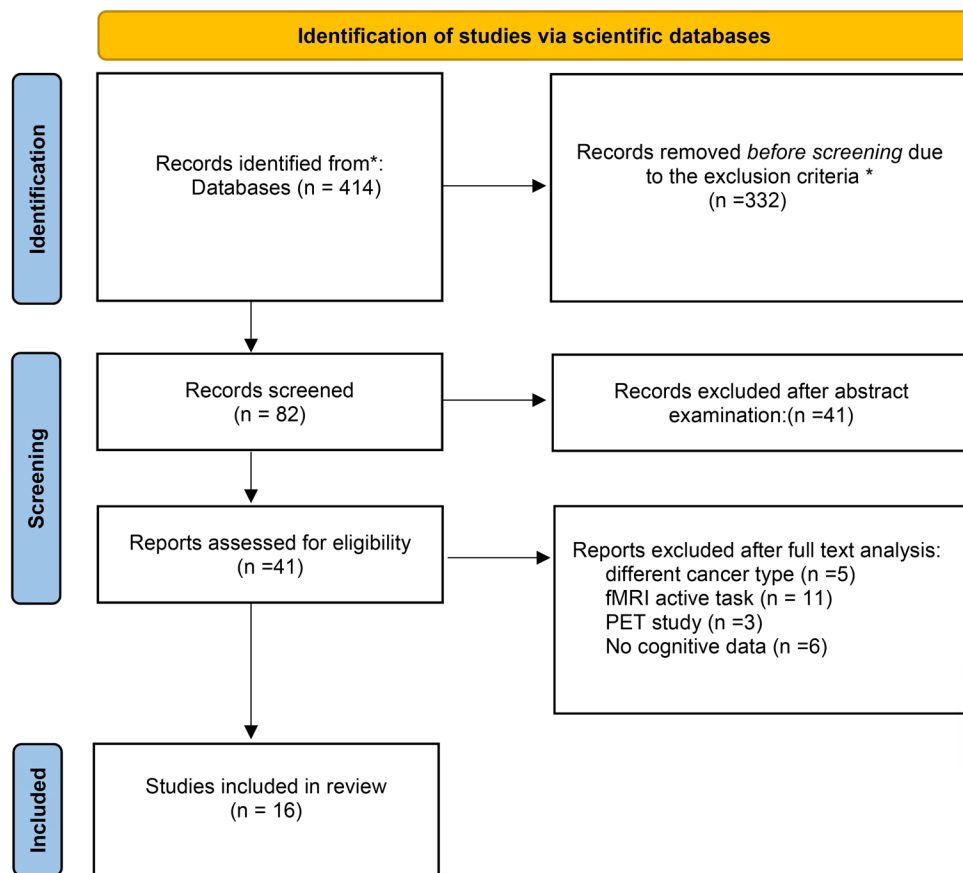 Identification of studies via scientific databases
Identification
Records identified from*:
Databases (n = 414)
Records removed before screening due
to the exclusion criteria *
(n =332)
Screening
Records screened
(n = 82)
Records excluded after abstract
examination:(n =41)
Reports assessed for eligibility
(n =41)
Reports excluded after full text analysis:
different cancer type (n =5)
fMRI active task (n = 11)
PET study (n =3)
No cognitive data (n =6)
Included
Studies included in review
(n = 16)